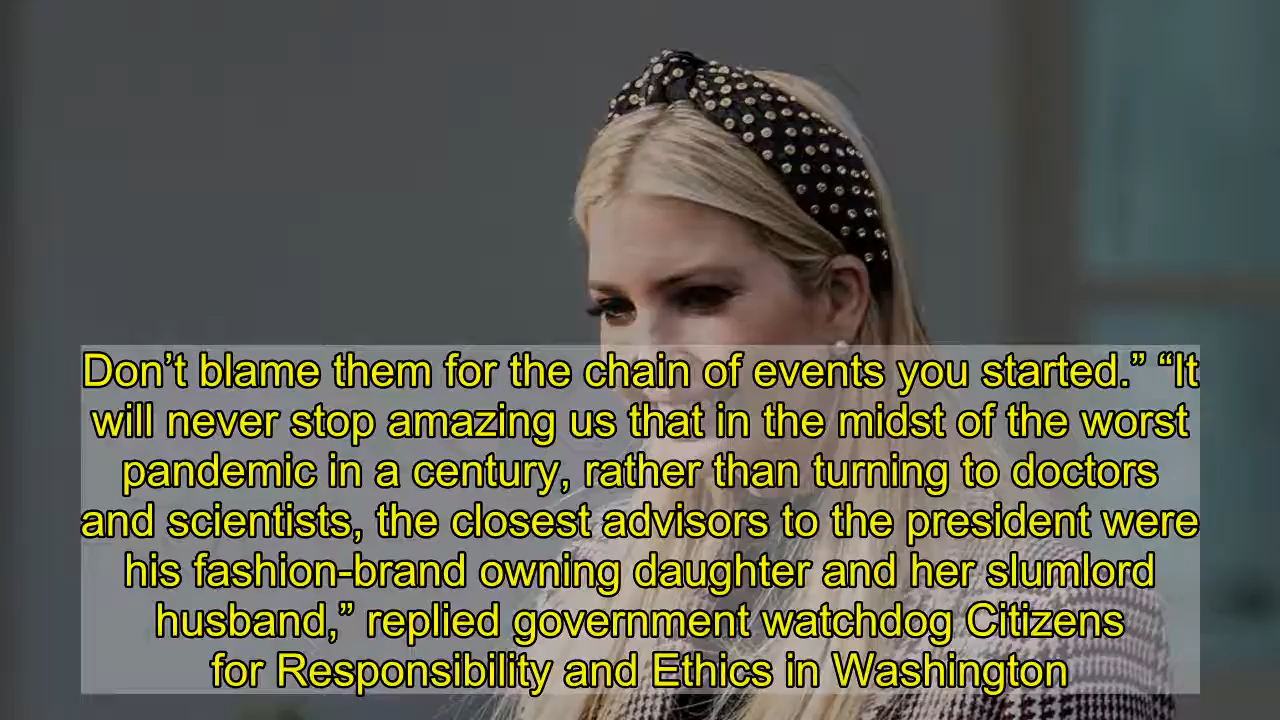 Don’t blame them for the chain of events you started.” “It
will never stop amazing us that in the midst of the worst
pandemic in a century, rather than turning to doctors
and scientists, the closest advisors to the president were
his fashion-brand owning daughter and her slumlord
husband,” replied government watchdog Citizens
for Responsibility and Ethics in Washington